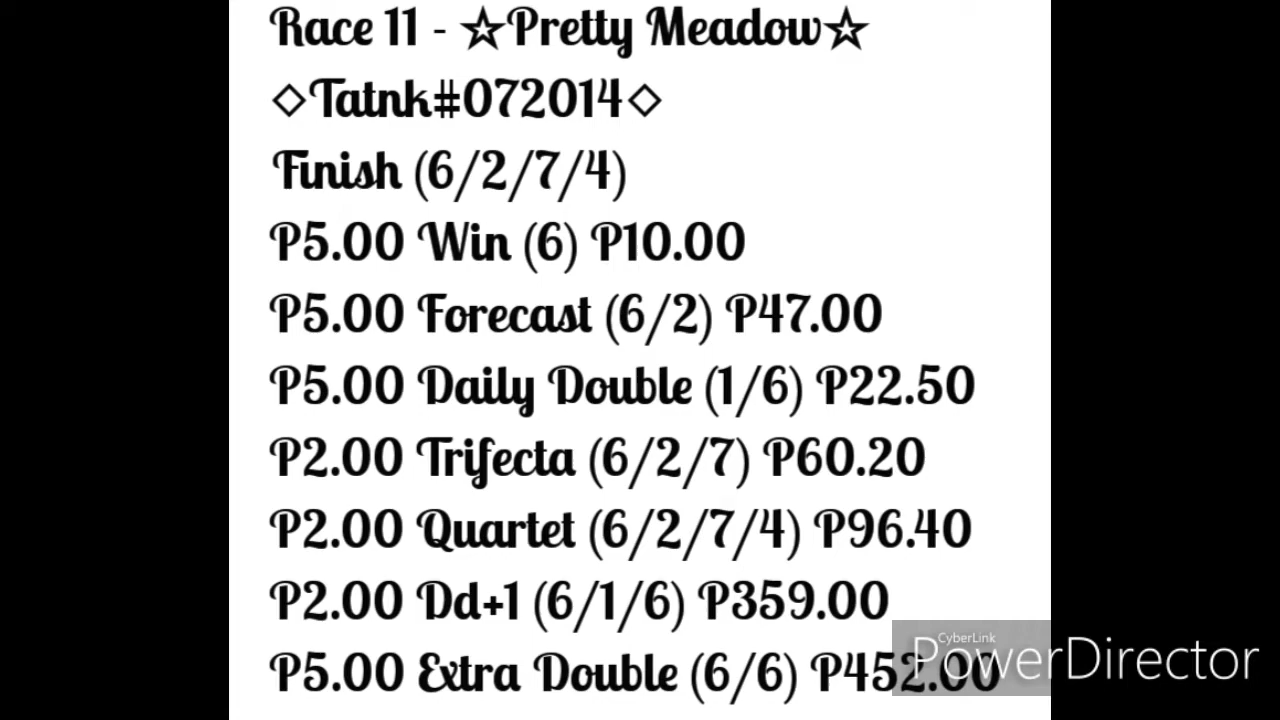 Race 11 - ☆Pretty Meadow☆
◇Tatnk#072014◇
Finish (6/2/7/4)
P5.00 Win (6) P10.00
P5.00 Forecast (6/2) P47.00
P5.00 Daily Double (1/6) P22.50
P2.00 Trifecta (6/2/7) P60.20
P2.00 Quartet (6/2/7/4) P96.40
P2.00 Dd+1 (6/1/6) P359.00
P5.00 Extra Double (6/6) P452.00
CyberLink
PowerDirector